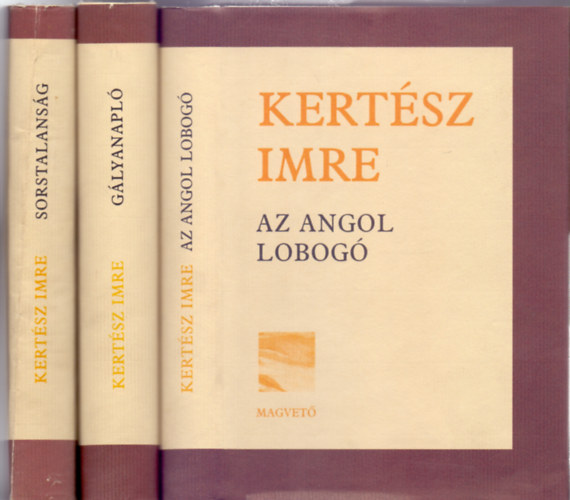 KERTÉSZ IMRE SORSTALANSÁG
KERTÉSZ IMRE GÁLYANAPLÓ
KERTÉSZ IMRE AZ ANGOL LOBOGÓ
KERTÉSZ
IMRE
AZ ANGOL
LOBOGÓ
MAGVETŐ